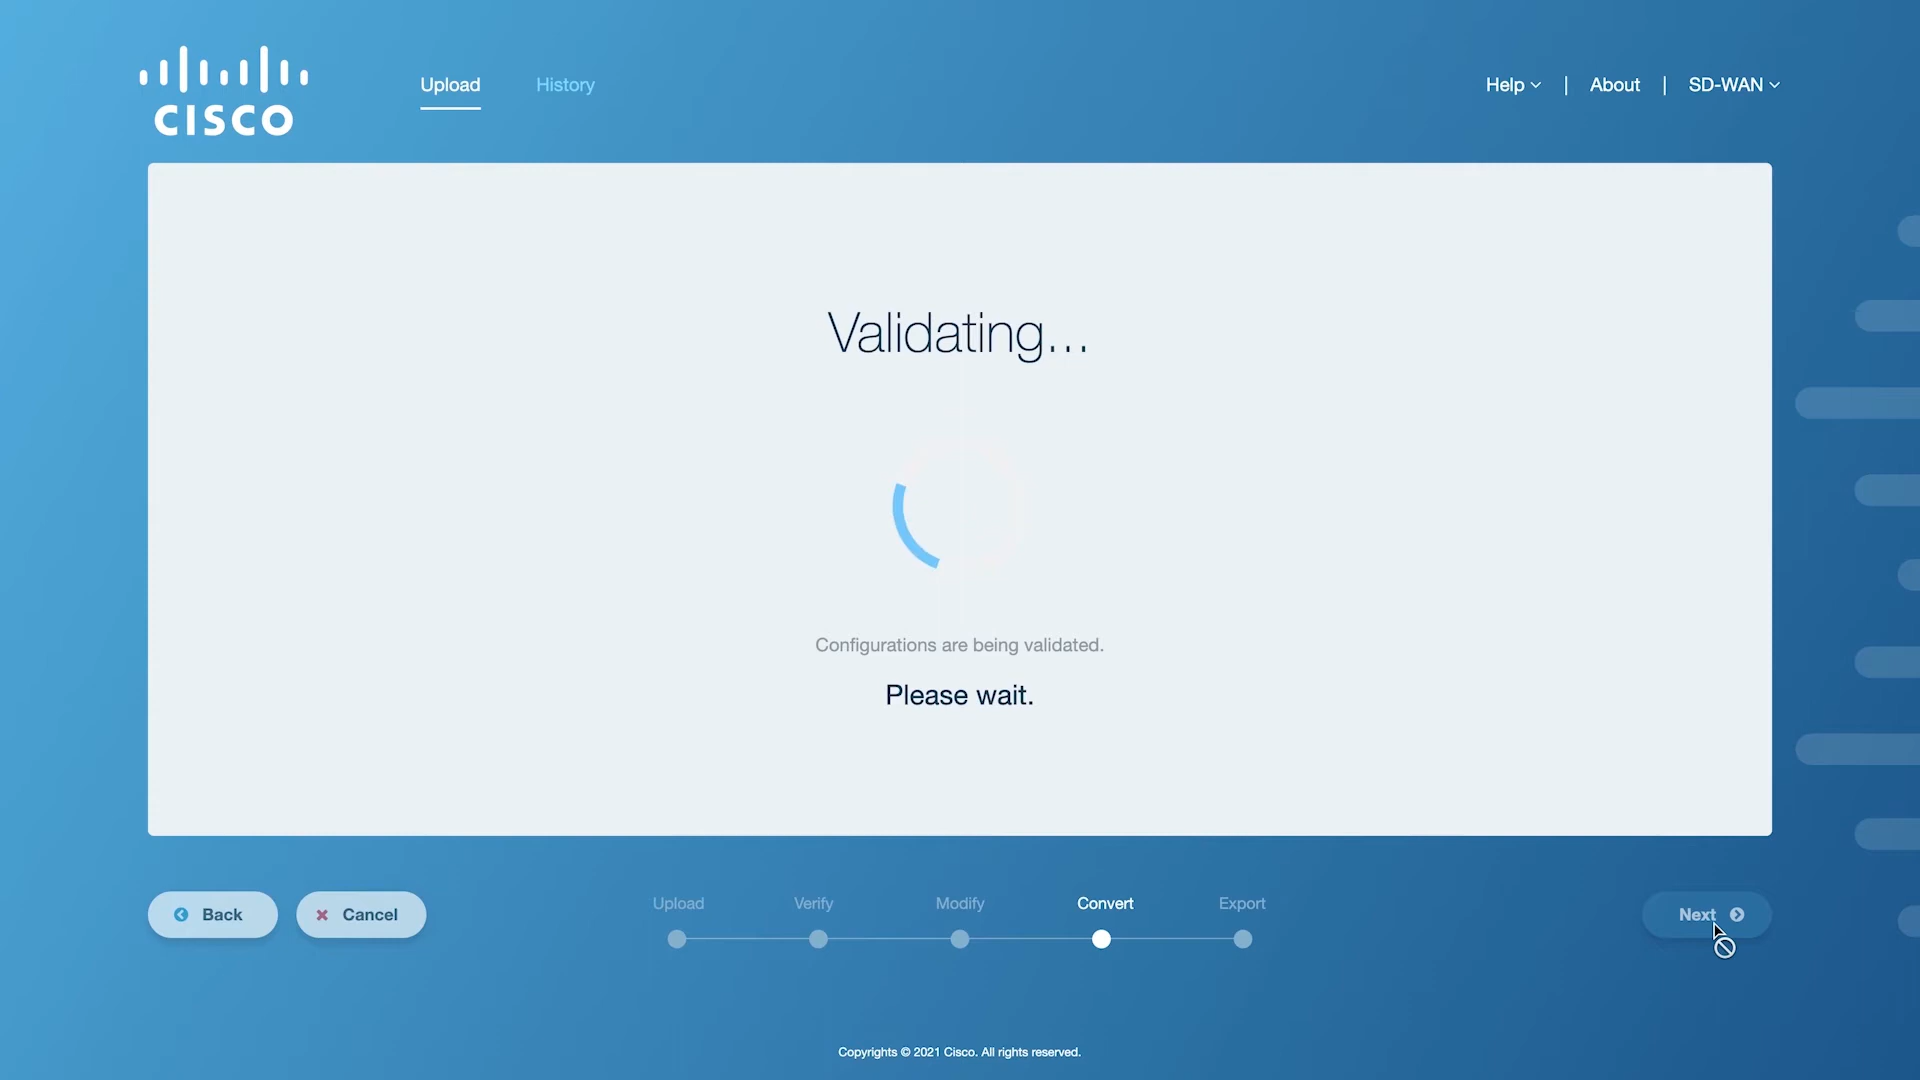 CISCO
Upload History Help | About | SD-WAN
Validating...
Configurations are being validated.
Please wait.
Back Cancel Upload Verify Modify Convert Export Next
Copyrights © 2021 Cisco. All rights reserved.